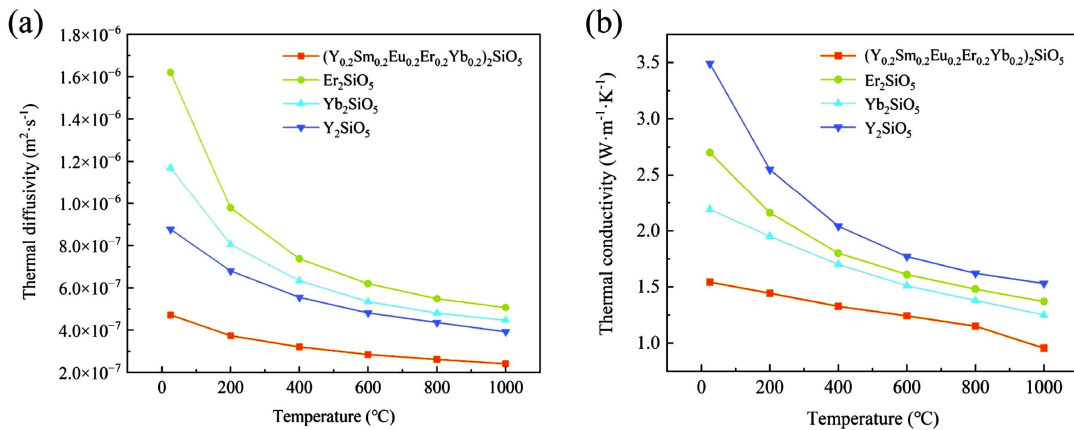 (a)
1.8×10⁻⁶
1.6×10⁻⁶
1.4×10⁻⁶
1.2×10⁻⁶
1.0×10⁻⁶
8.0×10⁻⁷
6.0×10⁻⁷
4.0×10⁻⁷
2.0×10⁻⁷
Thermal diffusivity (m²·s⁻¹)
(Y₀.₂Sm₀.₂Eu₀.₂Er₀.₂Yb₀.₂)₂SiO₅
Er₂SiO₅
Yb₂SiO₅
Y₂SiO₅
0 200 400 600 800 1000
Temperature (℃)
(b)
3.5
3.0
2.5
2.0
1.5
1.0
Thermal conductivity (W·m⁻¹·K⁻¹)
(Y₀.₂Sm₀.₂Eu₀.₂Er₀.₂Yb₀.₂)₂SiO₅
Er₂SiO₅
Yb₂SiO₅
Y₂SiO₅
0 200 400 600 800 1000
Temperature (℃)